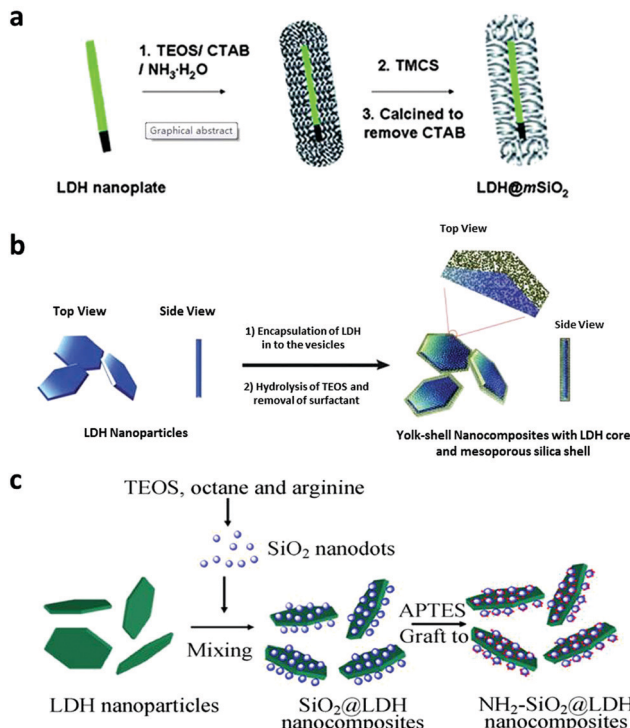 a
1. TEOS/ CTAB
/ NH₃·H₂O
Graphical abstract
2. TMCS
3. Calcined to
remove CTAB
LDH nanoplate
LDH@mSiO₂
b
Top View
Top View
Side View
1) Encapsulation of LDH
in to the vesicles
2) Hydrolysis of TEOS and
removal of surfactant
Side View
LDH Nanoparticles
Yolk-shell Nanocomposites with LDH core
and mesoporous silica shell
c
TEOS, octane and arginine
SiO₂ nanodots
Mixing
APTES
Graft to
LDH nanoparticles
SiO₂@LDH
nanocomposites
NH₂-SiO₂@LDH
nanocomposites